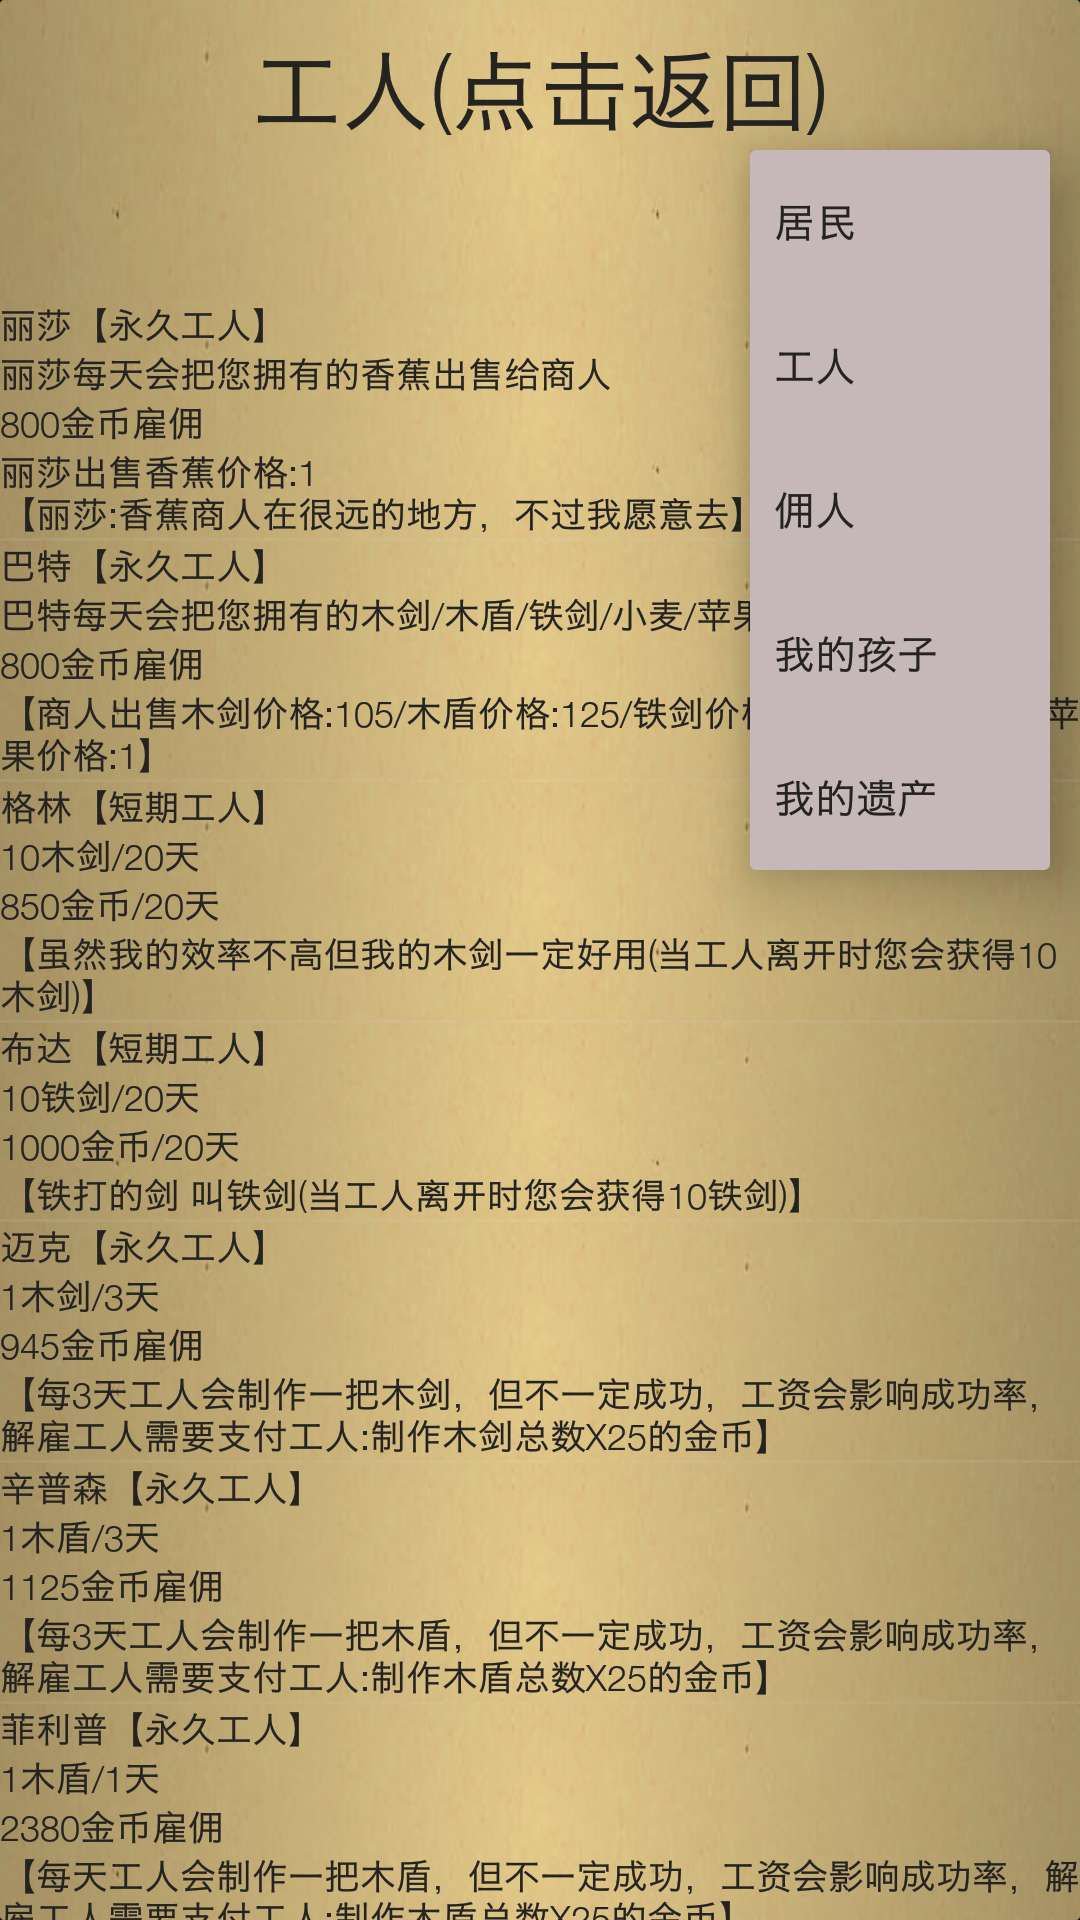 工人(点击返回)
居民
工人
佣人
我的孩子
我的遗产
丽莎【永久工人】
丽莎每天会把您拥有的香蕉出售给商人
800金币雇佣
丽莎出售香蕉价格:1
【丽莎:香蕉商人在很远的地方，不过我愿意去】
巴特【永久工人】
巴特每天会把您拥有的木剑/木盾/铁剑/小麦/苹果
800金币雇佣
【商人出售木剑价格:105/木盾价格:125/铁剑价 苹
果价格:1】
格林【短期工人】
10木剑/20天
850金币/20天
【虽然我的效率不高但我的木剑一定好用(当工人离开时您会获得10
木剑)】
布达【短期工人】
10铁剑/20天
1000金币/20天
【铁打的剑 叫铁剑(当工人离开时您会获得10铁剑)】
迈克【永久工人】
1木剑/3天
945金币雇佣
【每3天工人会制作一把木剑，但不一定成功，工资会影响成功率，
解雇工人需要支付工人:制作木剑总数X25的金币】
辛普森【永久工人】
1木盾/3天
1125金币雇佣
【每3天工人会制作一把木盾，但不一定成功，工资会影响成功率，
解雇工人需要支付工人:制作木盾总数X25的金币】
菲利普【永久工人】
1木盾/1天
2380金币雇佣
【每天工人会制作一把木盾，但不一定成功，工资会影响成功率，解
雇工人需要支付工人:制作木盾总数X25的金币】